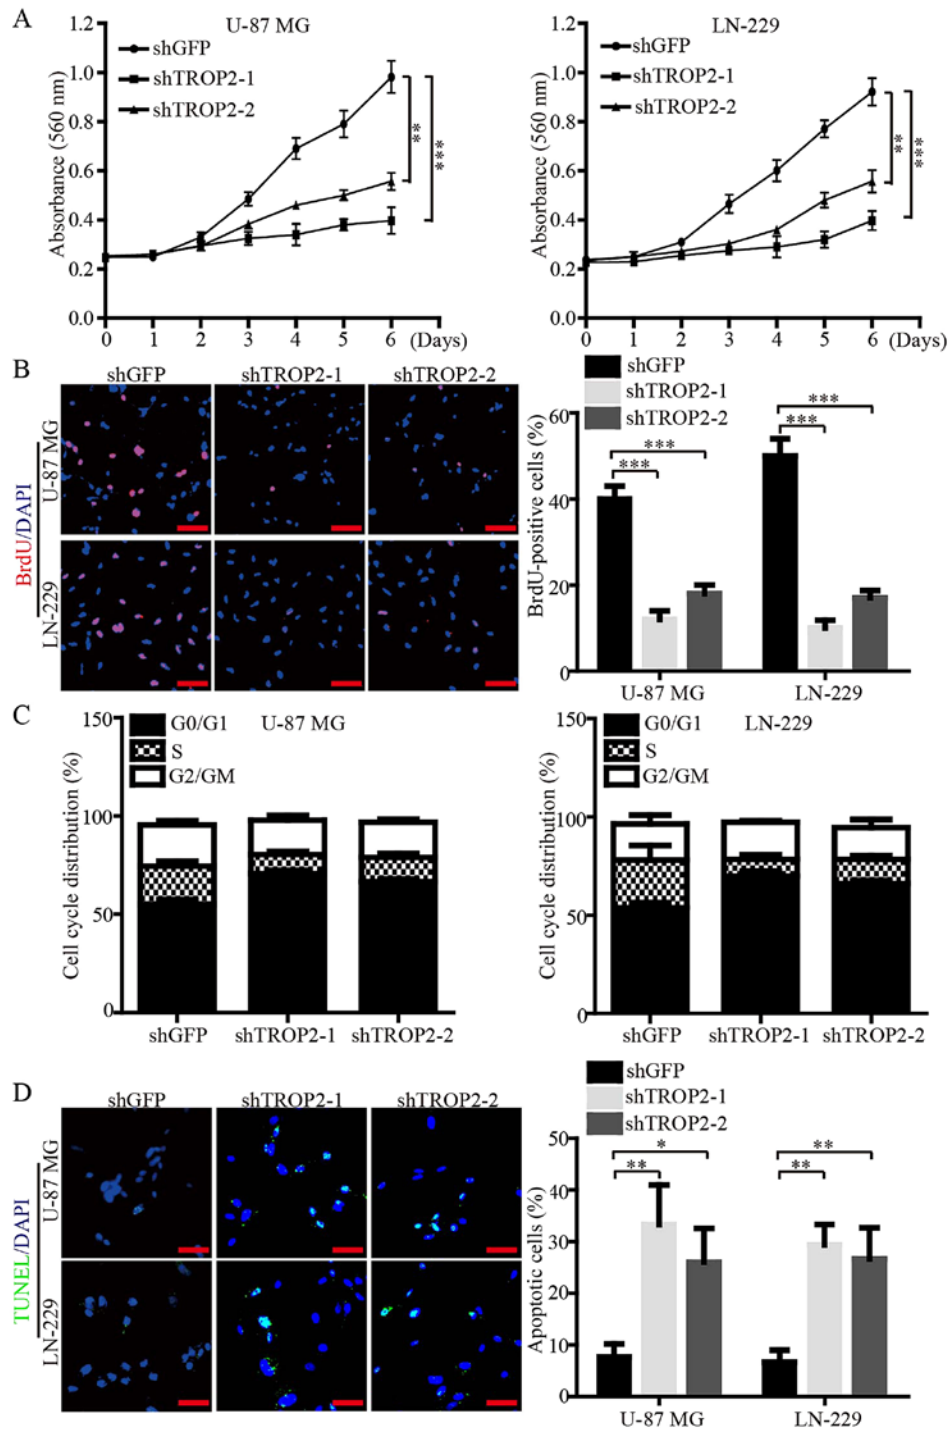 A
U-87 MG
shGFP
shTROP2-1
shTROP2-2
Absorbance (560 nm)
1.2
1.0
0.8
0.6
0.4
0.2
0.0
0 1 2 3 4 5 6 (Days)
**
***
LN-229
shGFP
shTROP2-1
shTROP2-2
Absorbance (560 nm)
1.2
1.0
0.8
0.6
0.4
0.2
0.0
0 1 2 3 4 5 6 (Days)
**
***
B
shGFP shTROP2-1 shTROP2-2
BrdU/DAPI
U-87 MG
LN-229
shGFP
shTROP2-1
shTROP2-2
BrdU-positive cells (%)
60
40
20
0
***
***
***
***
U-87 MG LN-229
C
U-87 MG
G0/G1
S
G2/GM
Cell cycle distribution (%)
150
100
50
0
shGFP shTROP2-1 shTROP2-2
LN-229
G0/G1
S
G2/GM
Cell cycle distribution (%)
150
100
50
0
shGFP shTROP2-1 shTROP2-2
D
shGFP shTROP2-1 shTROP2-2
TUNEL/DAPI
U-87 MG
LN-229
shGFP
shTROP2-1
shTROP2-2
Apoptotic cells (%)
50
40
30
20
10
0
*
**
**
**
U-87 MG LN-229